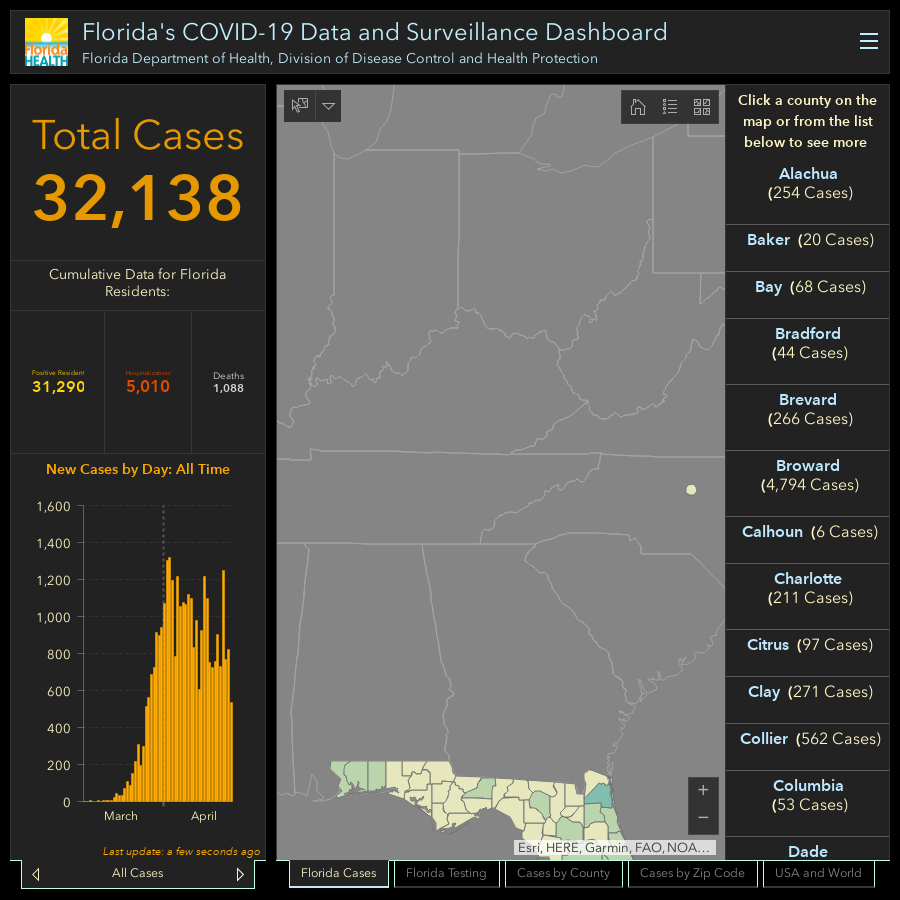 Florida
HEALTH
Florida's COVID-19 Data and Surveillance Dashboard
Florida Department of Health, Division of Disease Control and Health Protection
Total Cases
32,138
Cumulative Data for Florida
Residents:
Positive Resident
31,290
Hospitalizations
5,010
Deaths
1,088
New Cases by Day: All Time
1,600
1,400
1,200
1,000
800
600
400
200
0
March
April
Last update: a few seconds ago
All Cases
+
−
Esri, HERE, Garmin, FAO, NOA…
Florida Cases
Florida Testing
Cases by County
Cases by Zip Code
USA and World
Click a county on the
map or from the list
below to see more
Alachua
(254 Cases)
Baker (20 Cases)
Bay (68 Cases)
Bradford
(44 Cases)
Brevard
(266 Cases)
Broward
(4,794 Cases)
Calhoun (6 Cases)
Charlotte
(211 Cases)
Citrus (97 Cases)
Clay (271 Cases)
Collier (562 Cases)
Columbia
(53 Cases)
Dade